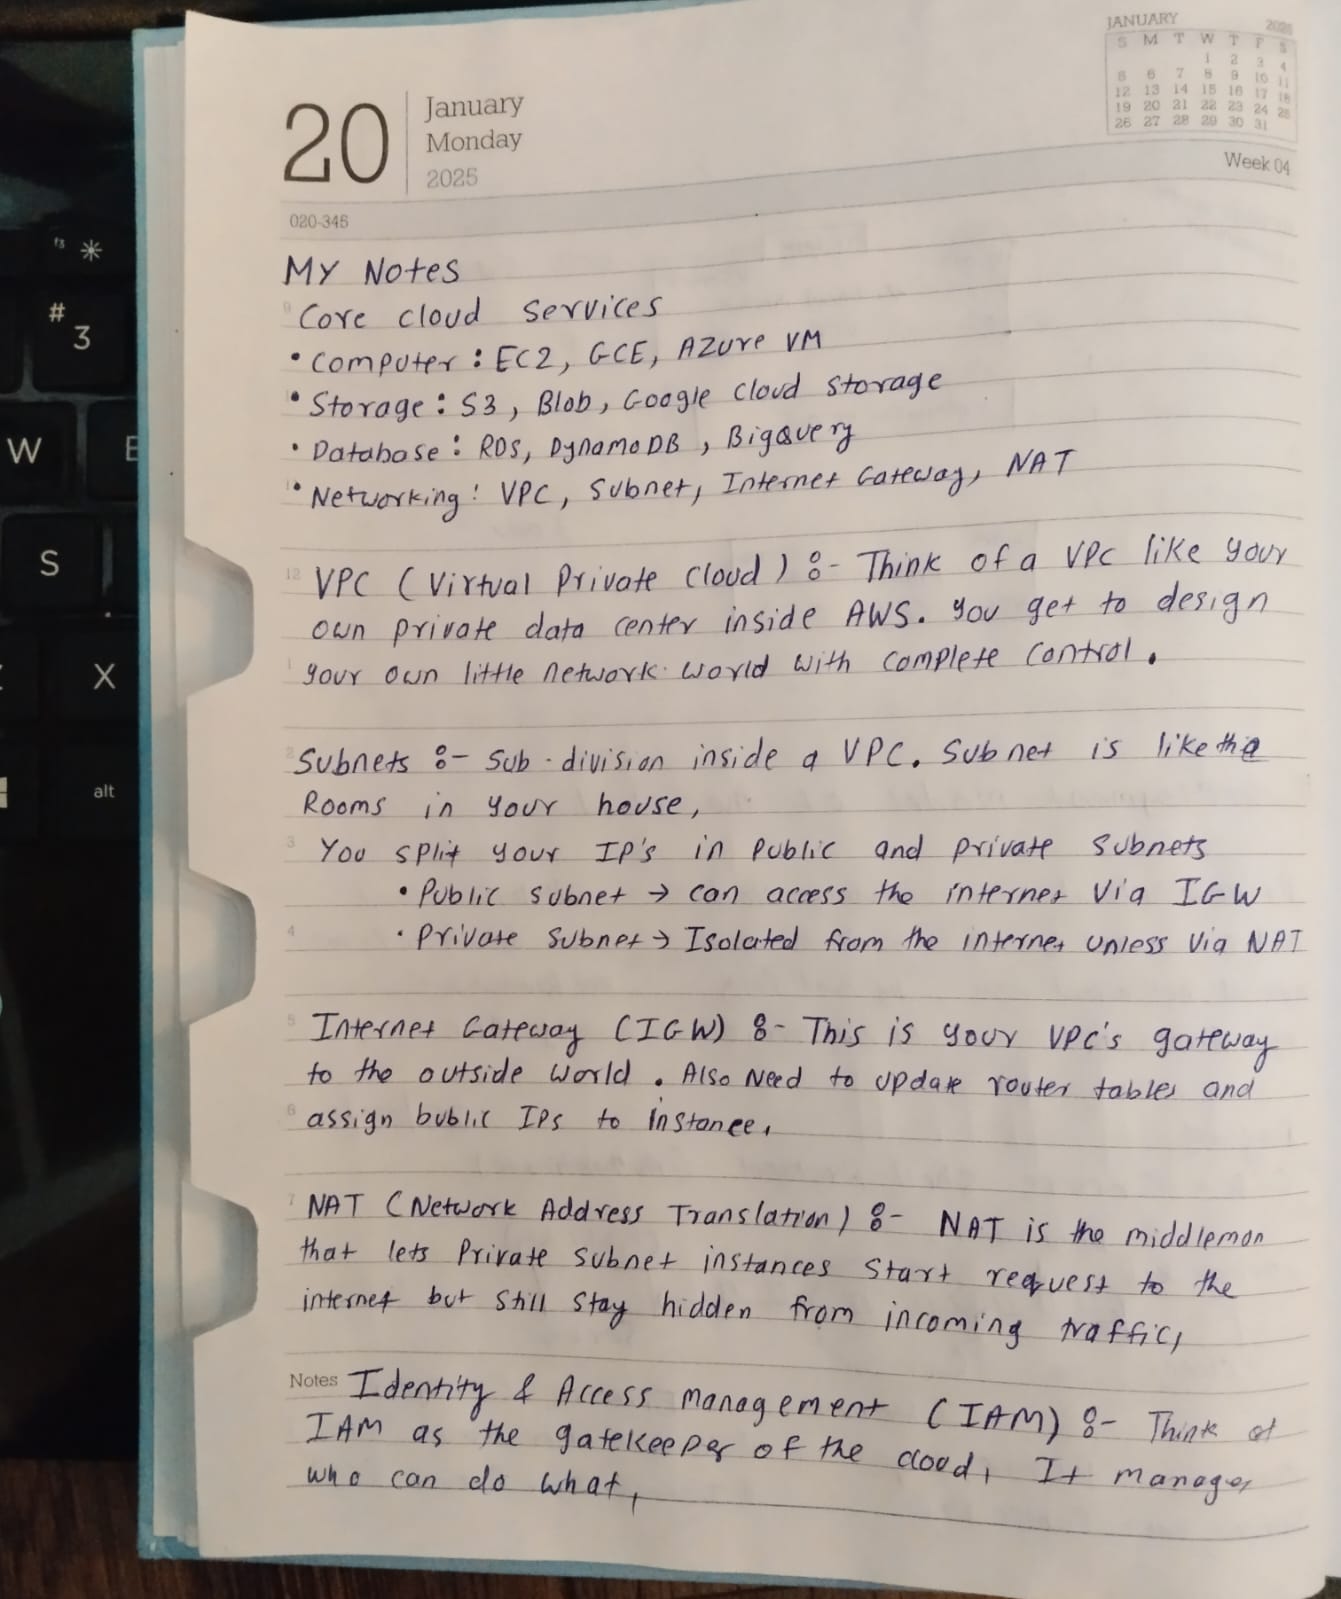 JANUARY 2025
S M T W T F S
1 2 3 4
5 6 7 8 9 10 11
12 13 14 15 16 17 18
19 20 21 22 23 24 25
26 27 28 29 30 31
20 January
Monday
2025
Week 04
020-345
My Notes
Core cloud services
• Computer : EC2, GCE, Azure VM
• Storage : S3, Blob, Google Cloud Storage
• Database : RDS, DynamoDB, BigQuery
• Networking : VPC, Subnet, Internet Gateway, NAT
VPC (Virtual Private Cloud) :- Think of a VPC like your
own private data center inside AWS. You get to design
your own little network world with complete control.
Subnets :- Sub-division inside a VPC. Subnet is like the
Rooms in your house,
You split your IP's in Public and private Subnets
• Public subnet → can access the internet Via IGW
• Private Subnet → Isolated from the internet unless Via NAT
Internet Gateway (IGW) :- This is your VPC's gateway
to the outside world. Also Need to update router tables and
assign bublic IPs to instance,
NAT (Network Address Translation) :- NAT is the middleman
that lets Private Subnet instances Start request to the
internet but still stay hidden from incoming traffic,
Notes Identity & Access management (IAM) :- Think of
IAM as the gatekeeper of the cloud, It manages
who can do what,
f3
#
3
W
E
S
X
alt